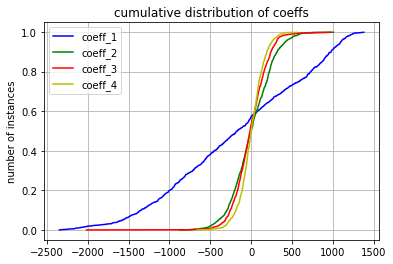 cumulative distribution of coeffs
number of instances
1.0
0.8
0.6
0.4
0.2
0.0
coeff_1
coeff_2
coeff_3
coeff_4
−2500 −2000 −1500 −1000 −500 0 500 1000 1500